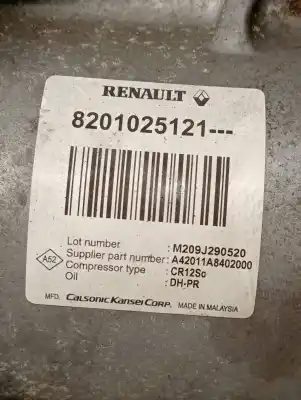 RENAULT
8201025121---
Lot number : M209J290520
Supplier part number : A42011A8402000
Compressor type : CR12Sc
Oil : DH-PR
A52
MFD. CALSONIC KANSEI CORP. MADE IN MALAYSIA